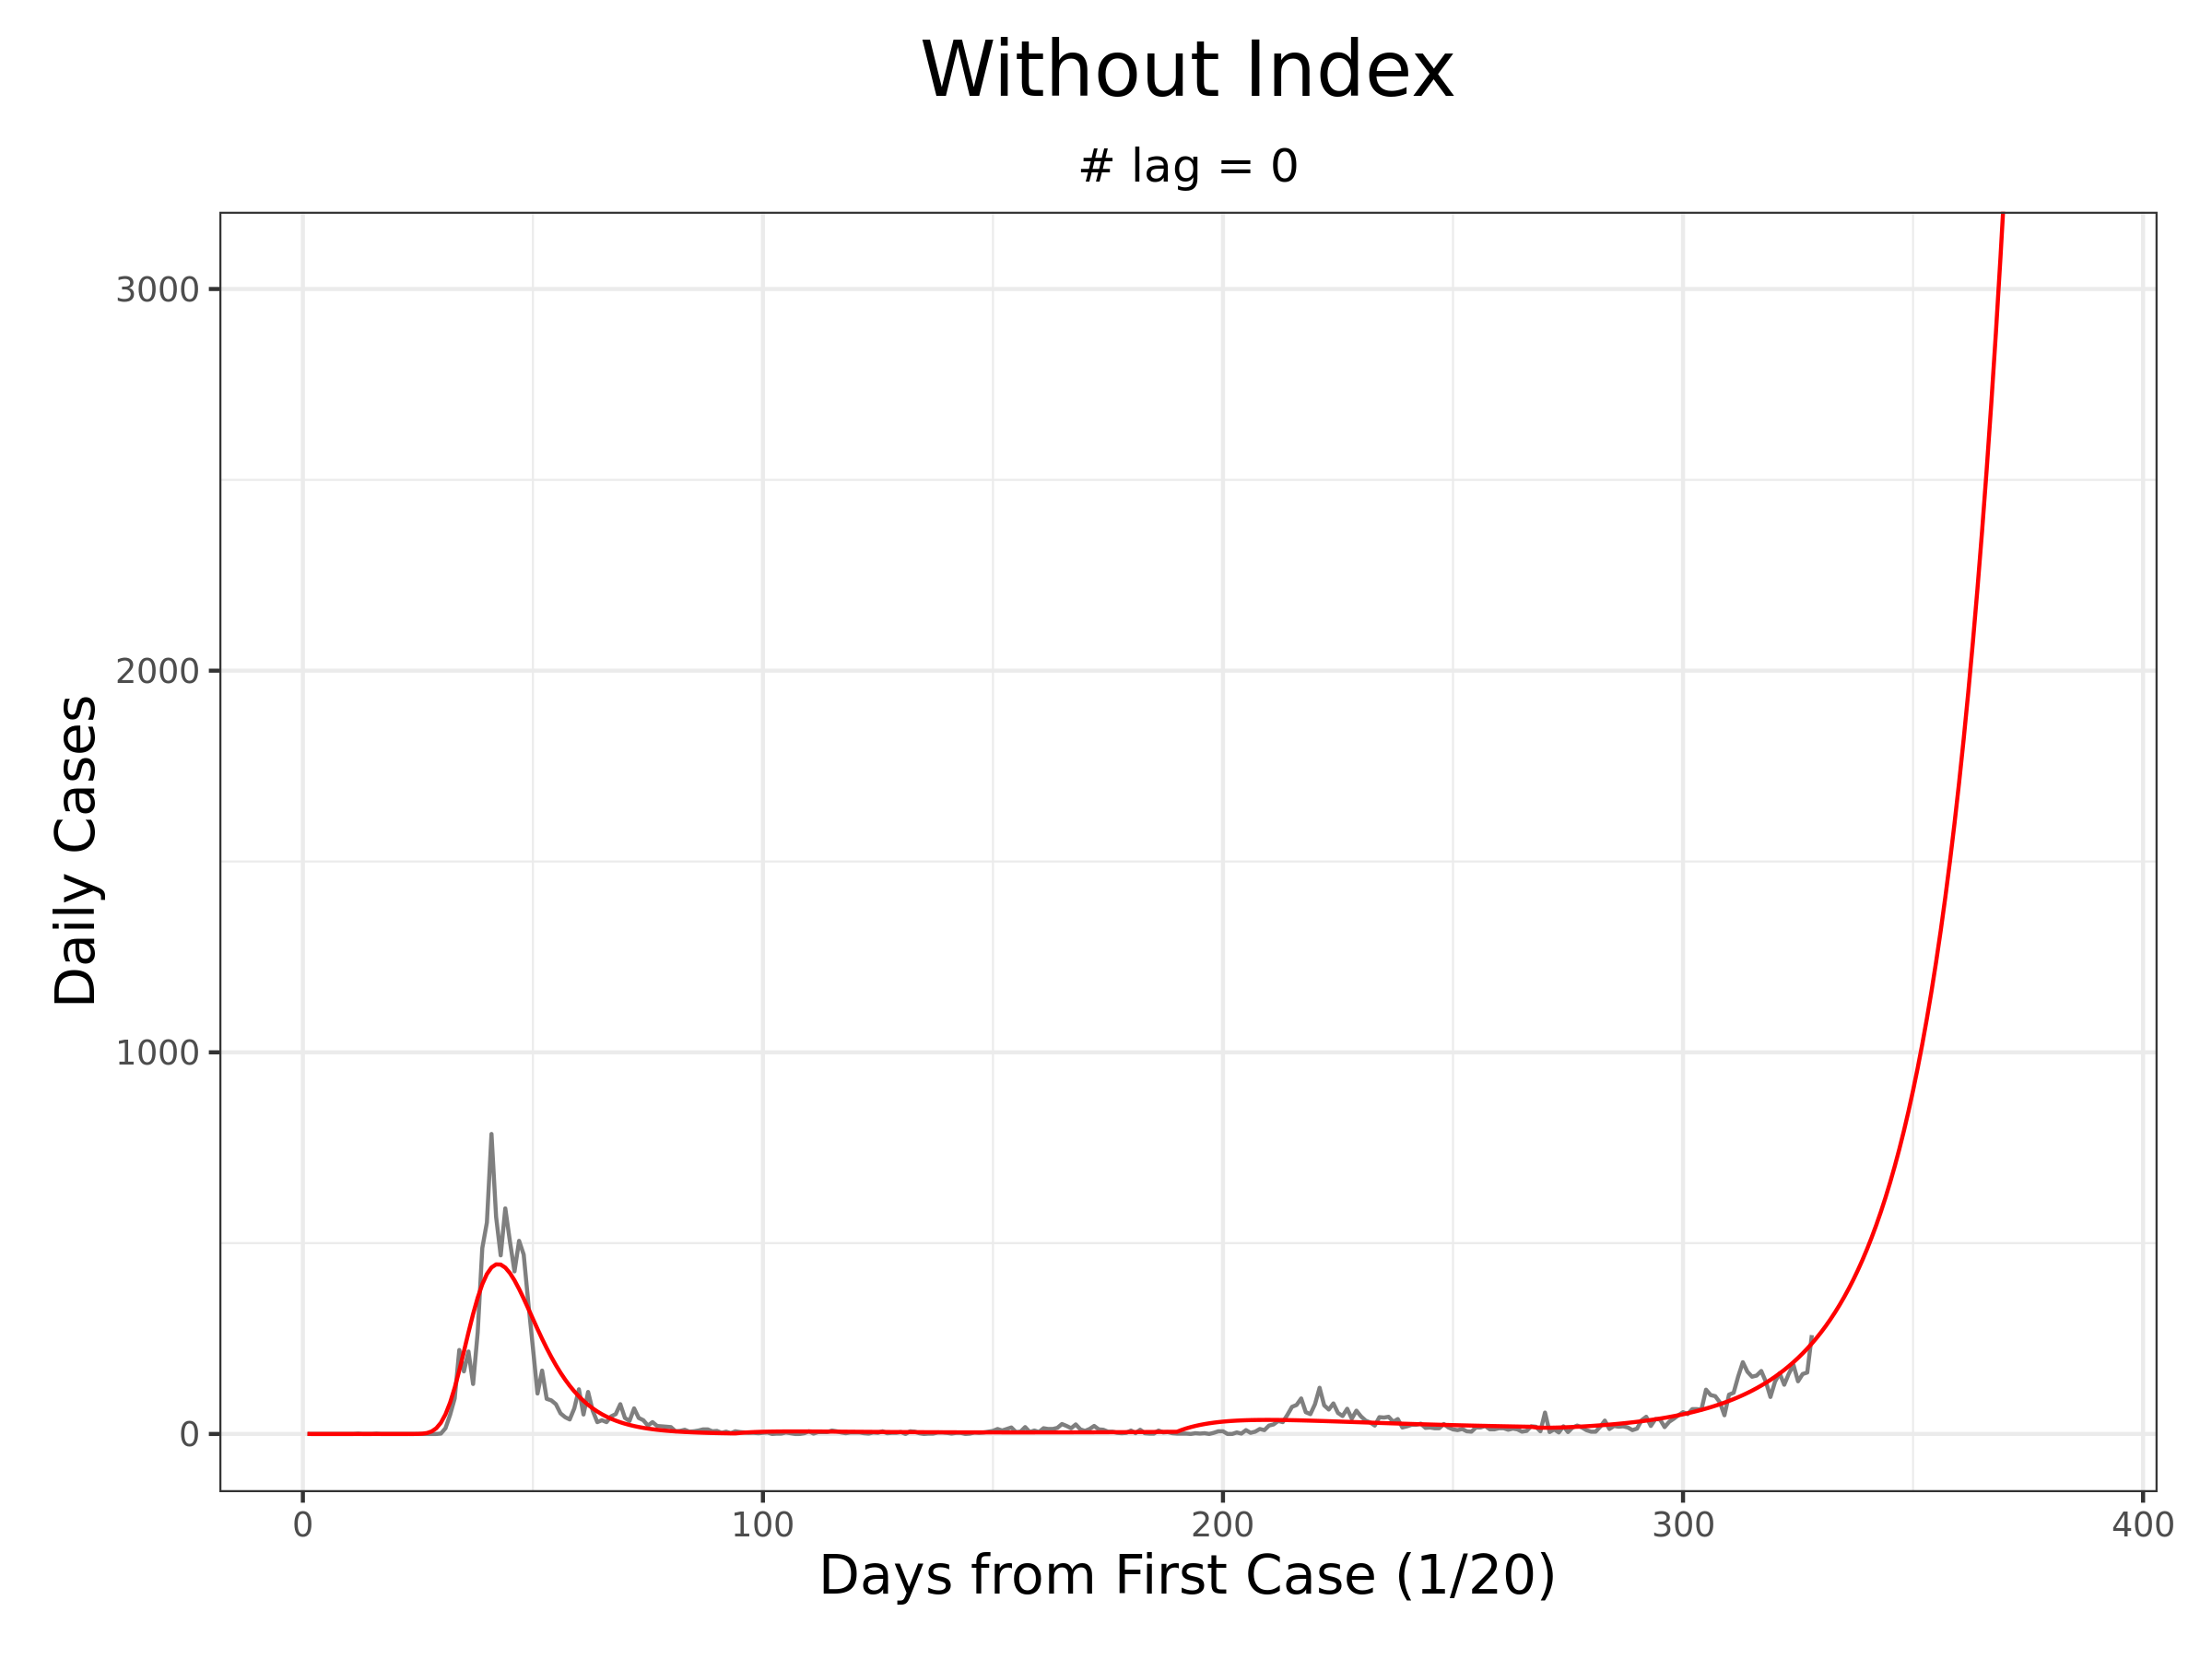 Without Index
# lag = 0
3000
2000
1000
0
Daily Cases
0 100 200 300 400
Days from First Case (1/20)